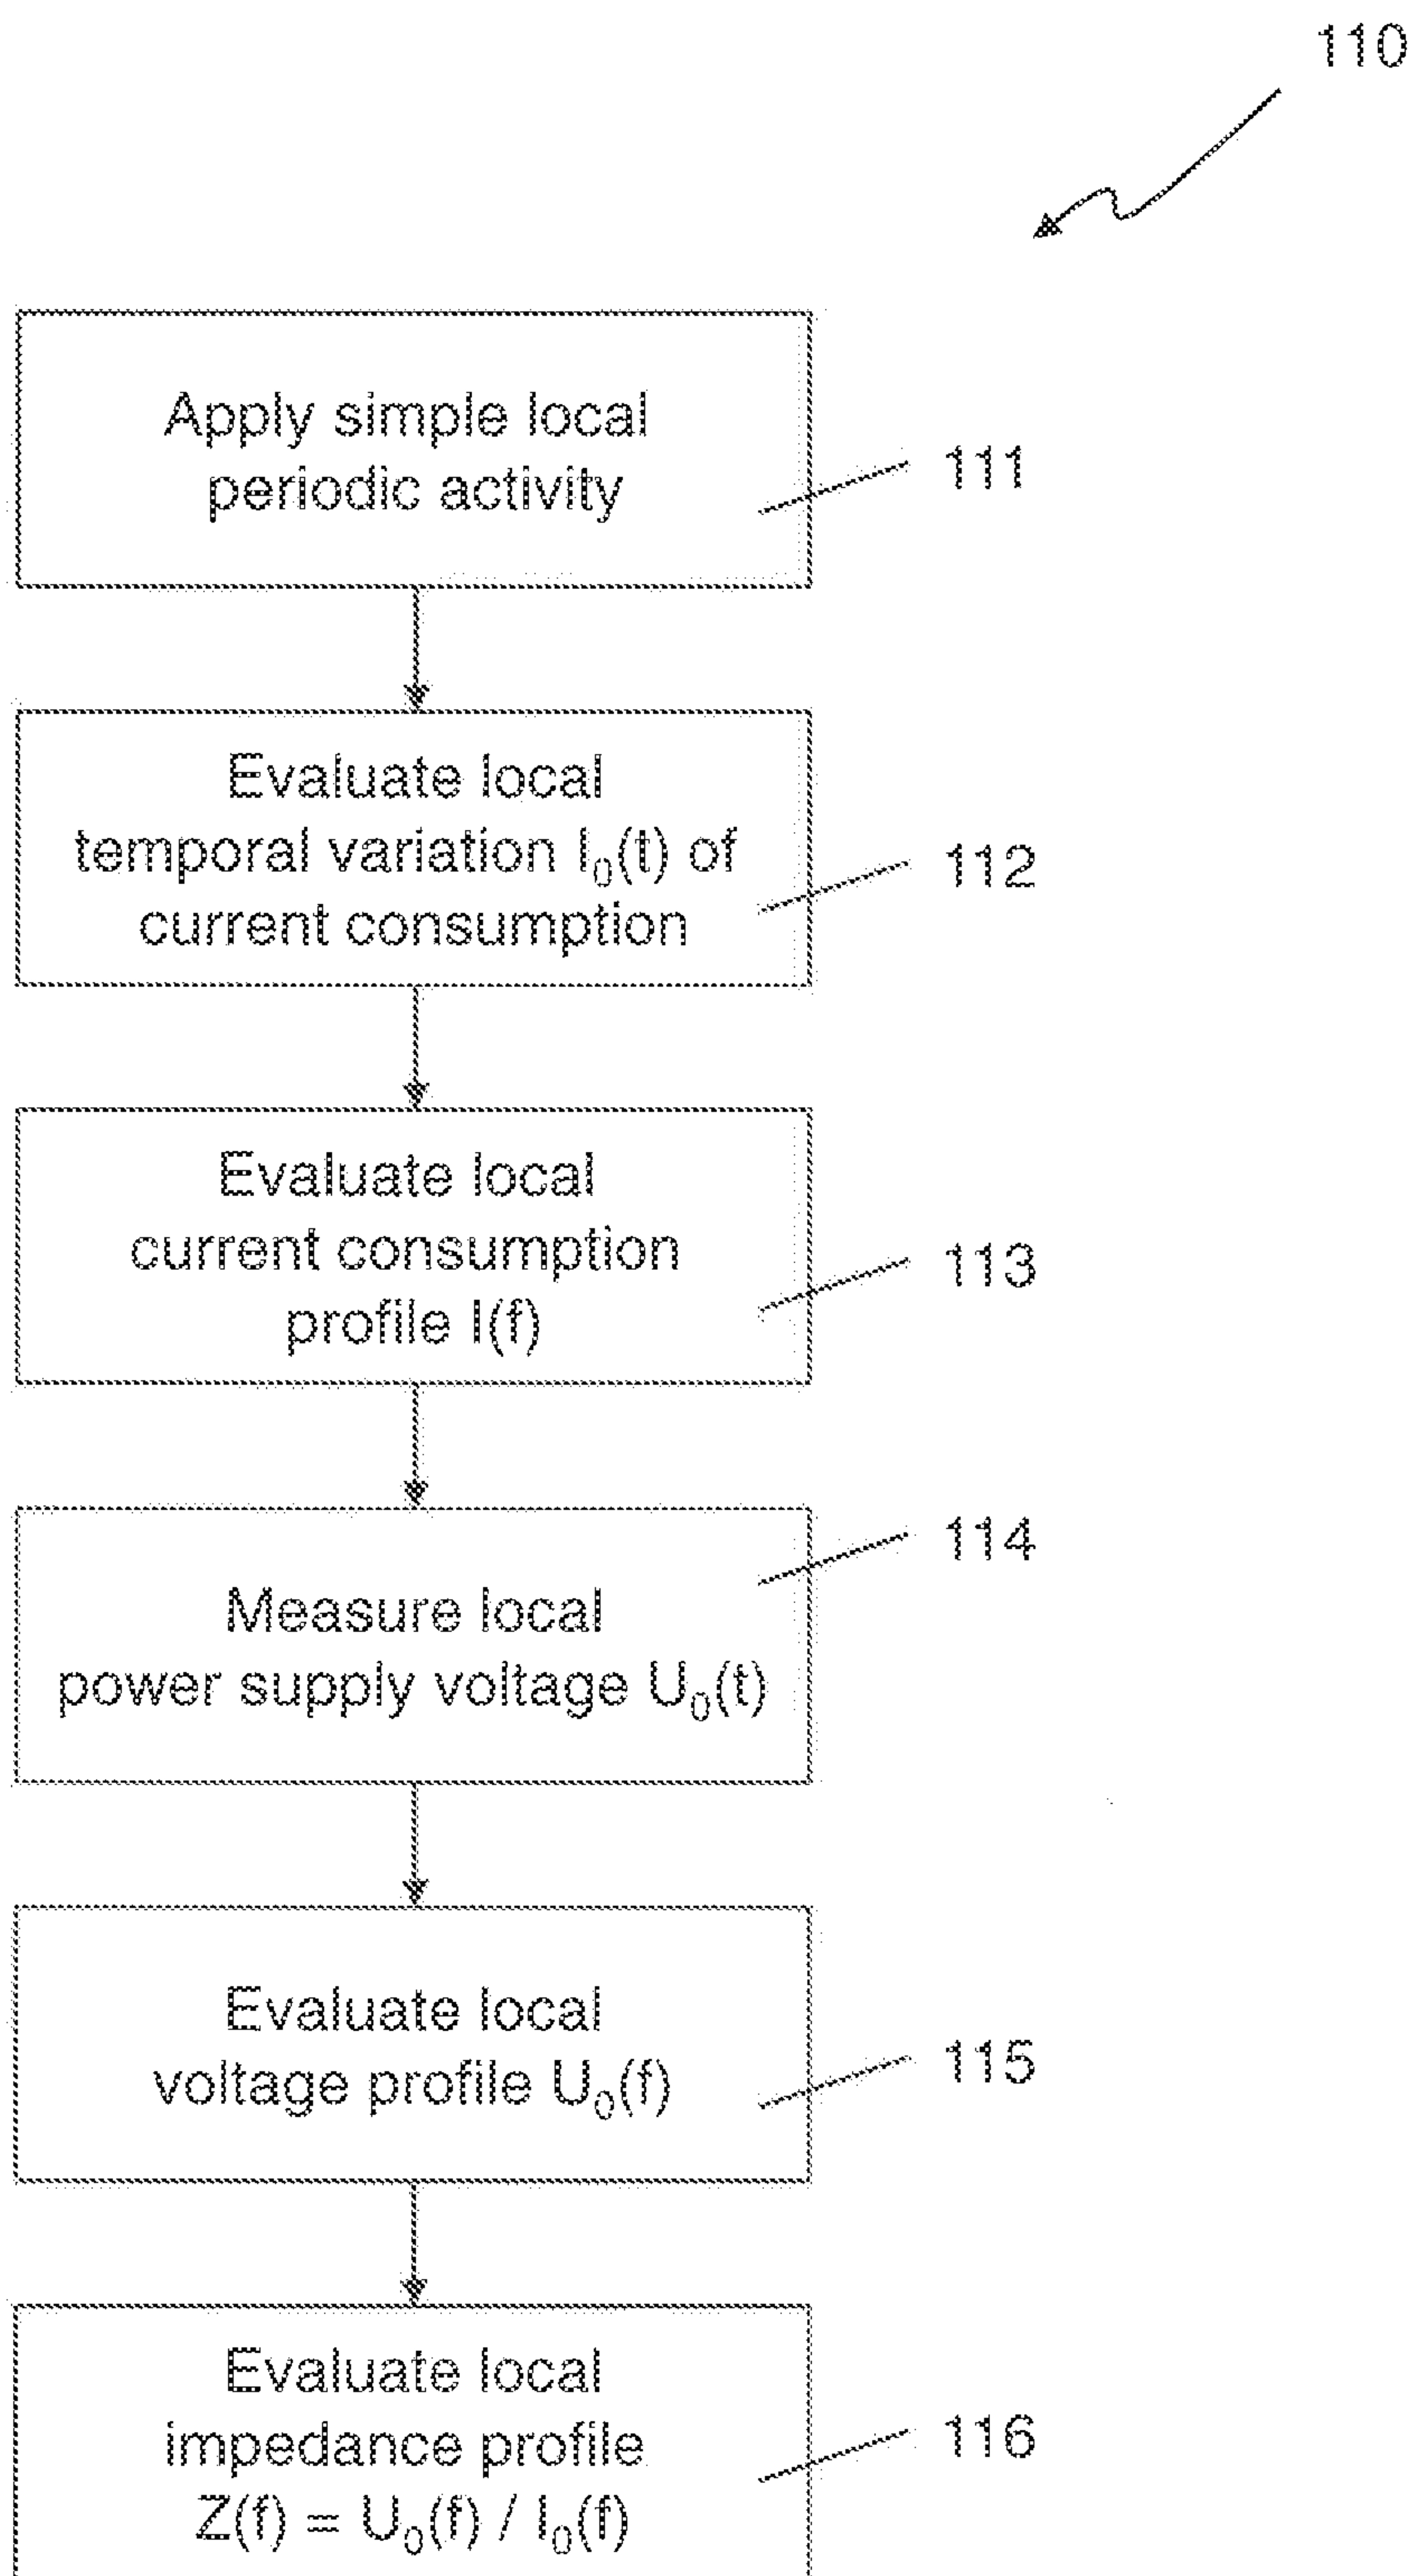 110
Apply simple local
periodic activity
111
Evaluate local
temporal variation I₀(t) of
current consumption
112
Evaluate local
current consumption
profile I(f)
113
Measure local
power supply voltage U₀(t)
114
Evaluate local
voltage profile U₀(f)
115
Evaluate local
impedance profile
Z(f) = U₀(f) / I₀(f)
116